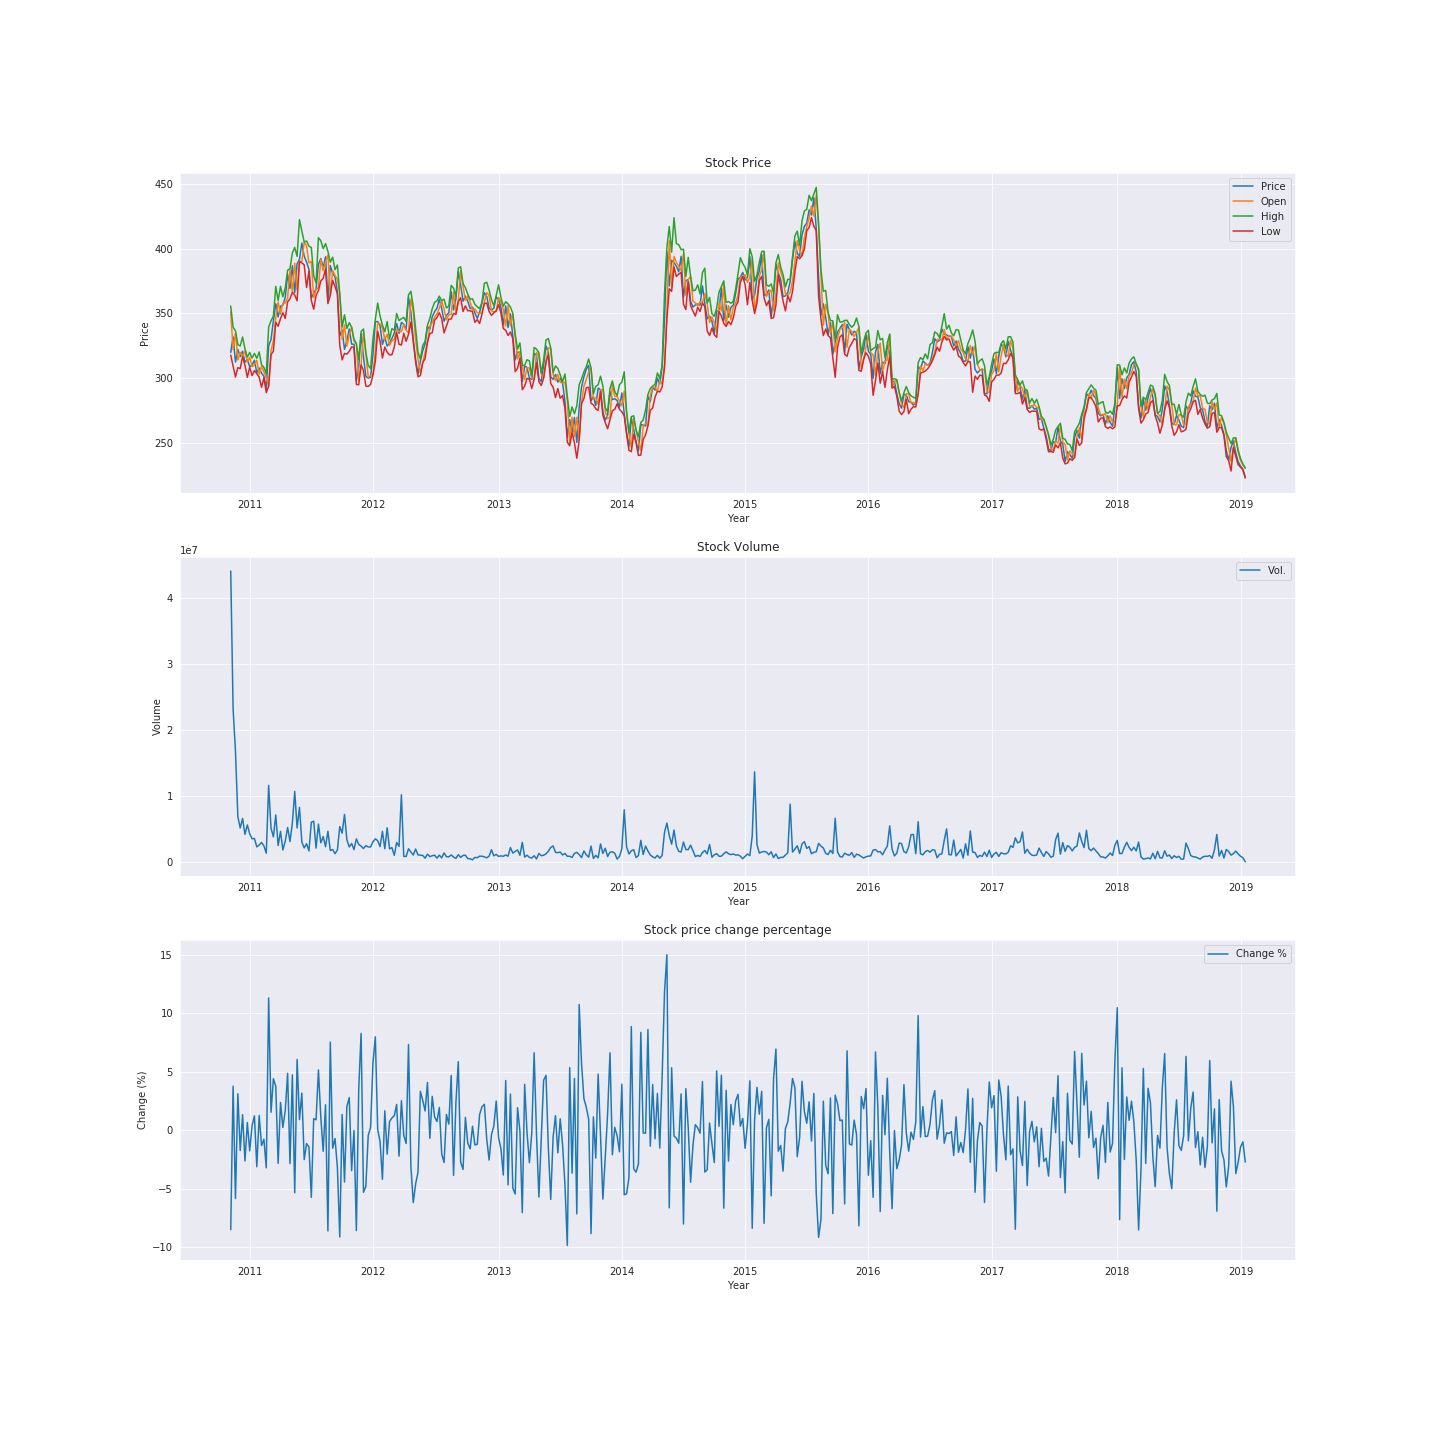 Stock Price
450
400
350
300
250
Price
Price
Open
High
Low
2011 2012 2013 2014 2015 2016 2017 2018 2019
Year
Stock Volume
1e7
4
3
2
1
0
Volume
Vol.
2011 2012 2013 2014 2015 2016 2017 2018 2019
Year
Stock price change percentage
15
10
5
0
−5
−10
Change (%)
Change %
2011 2012 2013 2014 2015 2016 2017 2018 2019
Year